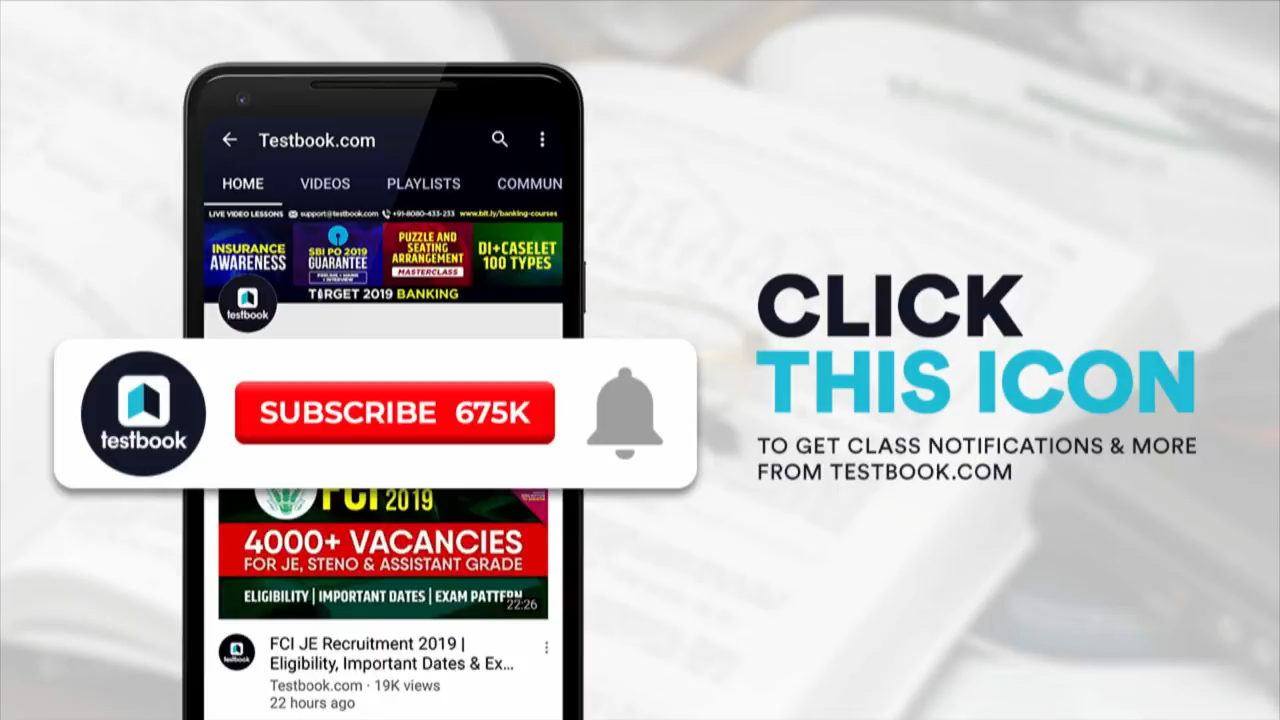 Testbook.com
HOME VIDEOS PLAYLISTS COMMUN
LIVE VIDEO LESSONS support@testbook.com +91-8080-433-233 www.bit.ly/banking-courses
INSURANCE
AWARENESS
SBI PO 2019
GUARANTEE
PUZZLE AND
SEATING
ARRANGEMENT
MASTERCLASS
DI+CASELET
100 TYPES
TARGET 2019 BANKING
testbook
testbook
SUBSCRIBE 675K
CLICK
THIS ICON
TO GET CLASS NOTIFICATIONS & MORE
FROM TESTBOOK.COM
FCI 2019
4000+ VACANCIES
FOR JE, STENO & ASSISTANT GRADE
ELIGIBILITY | IMPORTANT DATES | EXAM PATTERN
22:26
testbook
FCI JE Recruitment 2019 |
Eligibility, Important Dates & Ex...
Testbook.com · 19K views
22 hours ago